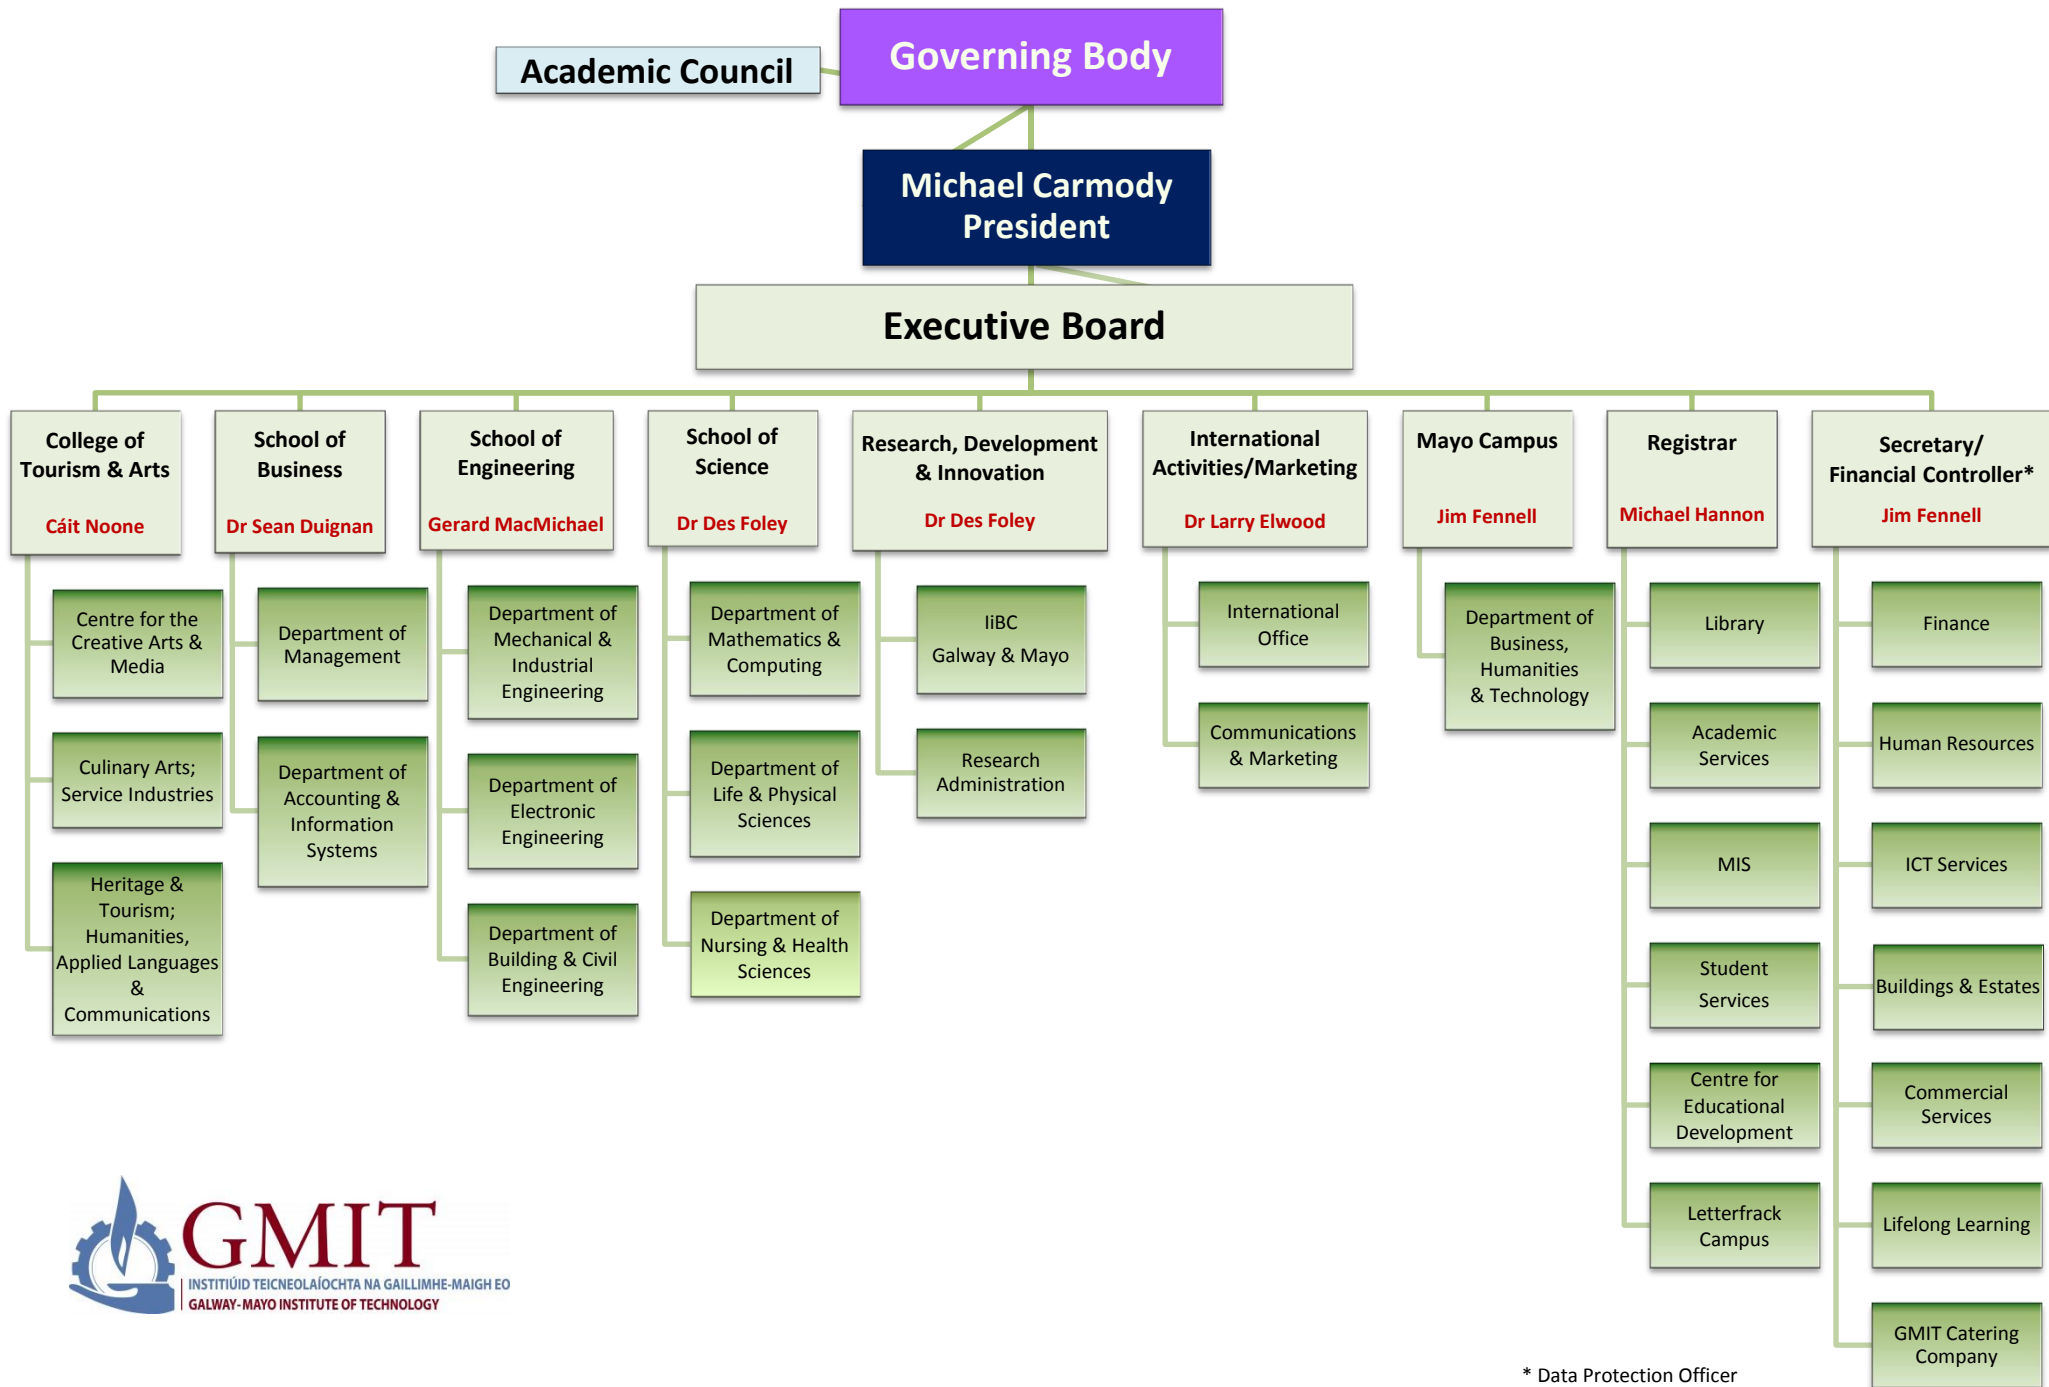 Academic Council
Governing Body
Michael Carmody
President
Executive Board
College of
Tourism & Arts
Cáit Noone
Centre for the
Creative Arts &
Media
Culinary Arts;
Service Industries
Heritage &
Tourism;
Humanities,
Applied Languages
&
Communications
School of
Business
Dr Sean Duignan
Department of
Management
Department of
Accounting &
Information
Systems
School of
Engineering
Gerard MacMichael
Department of
Mechanical &
Industrial
Engineering
Department of
Electronic
Engineering
Department of
Building & Civil
Engineering
School of
Science
Dr Des Foley
Department of
Mathematics &
Computing
Department of
Life & Physical
Sciences
Department of
Nursing & Health
Sciences
Research, Development
& Innovation
Dr Des Foley
IiBC
Galway & Mayo
Research
Administration
International
Activities/Marketing
Dr Larry Elwood
International
Office
Communications
& Marketing
Mayo Campus
Jim Fennell
Department of
Business,
Humanities
& Technology
Registrar
Michael Hannon
Library
Academic
Services
MIS
Student
Services
Centre for
Educational
Development
Letterfrack
Campus
Secretary/
Financial Controller*
Jim Fennell
Finance
Human Resources
ICT Services
Buildings & Estates
Commercial
Services
Lifelong Learning
GMIT Catering
Company
GMIT
INSTITIÚID TEICNEOLAÍOCHTA NA GAILLIMHE-MAIGH EO
GALWAY-MAYO INSTITUTE OF TECHNOLOGY
* Data Protection Officer